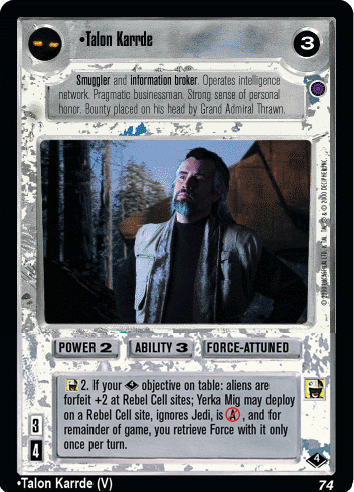 •Talon Karrde
3
Smuggler and information broker. Operates intelligence
network. Pragmatic businessman. Strong sense of personal
honor. Bounty placed on his head by Grand Admiral Thrawn.
POWER 2 ABILITY 3 FORCE-ATTUNED
2. If your objective on table: aliens are
forfeit +2 at Rebel Cell sites; Yerka Mig may deploy
on a Rebel Cell site, ignores Jedi, is A, and for
remainder of game, you retrieve Force with it only
once per turn.
3
4
4
•Talon Karrde (V)
74